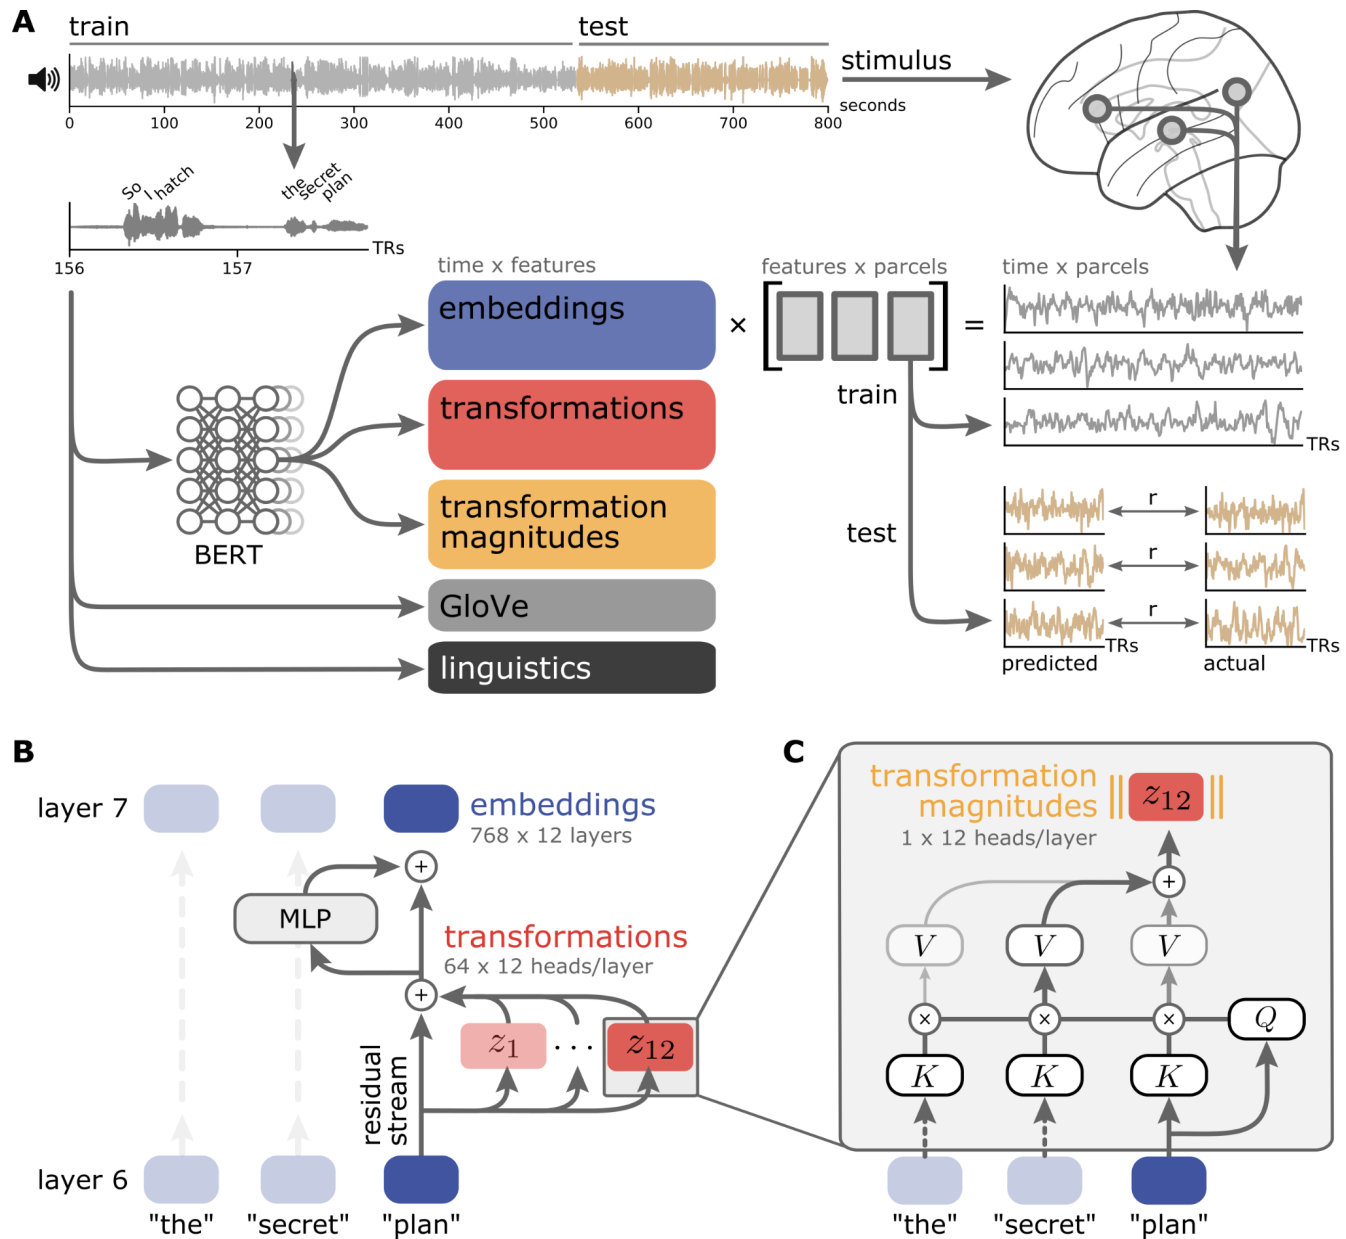 A
train
test
stimulus
seconds
0 100 200 300 400 500 600 700 800
So I hatch the secret plan
TRs
156 157
time x features
features x parcels
time x parcels
embeddings
× [ ] =
transformations
train
TRs
transformation
magnitudes
BERT
test
r
r
r
GloVe
TRs TRs
predicted actual
linguistics
B
layer 7
embeddings
768 x 12 layers
+
MLP
transformations
64 x 12 heads/layer
+
z1 ... z12
residual
stream
layer 6
"the" "secret" "plan"
C
transformation
magnitudes || z12 ||
1 x 12 heads/layer
+
V V V
× × × Q
K K K
"the" "secret" "plan"